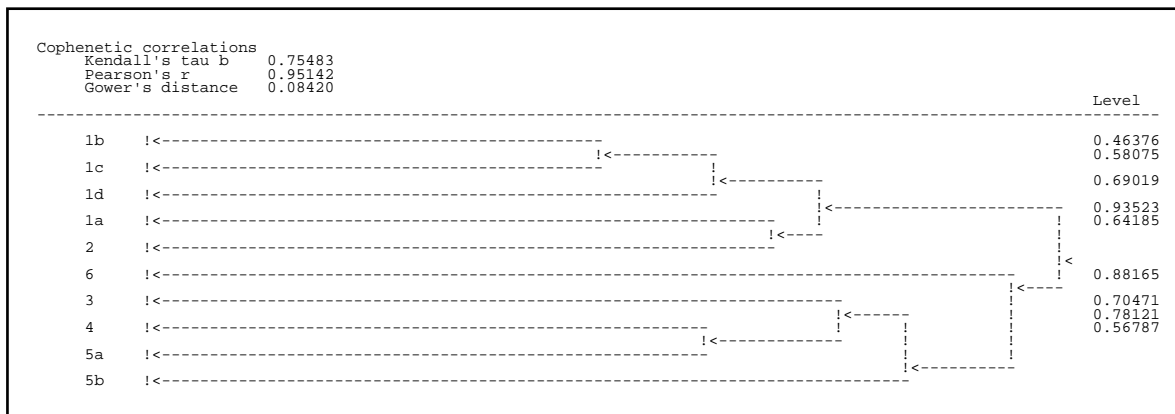 Cophenetic correlations
Kendall's tau b 0.75483
Pearson's r 0.95142
Gower's distance 0.08420
Level
1b 0.46376
0.58075
1c
0.69019
1d
0.93523
1a 0.64185
2
6 0.88165
3 0.70471
0.78121
4 0.56787
5a
5b